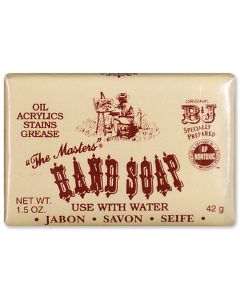 OIL
ACRYLICS
STAINS
GREASE
ORIGINAL
B&J
SPECIALLY
PREPARED
AP
NONTOXIC
"The Masters®
HAND SOAP
NET WT.
1.5 OZ.
USE WITH WATER
42 g
· JABON · SAVON · SEIFE ·